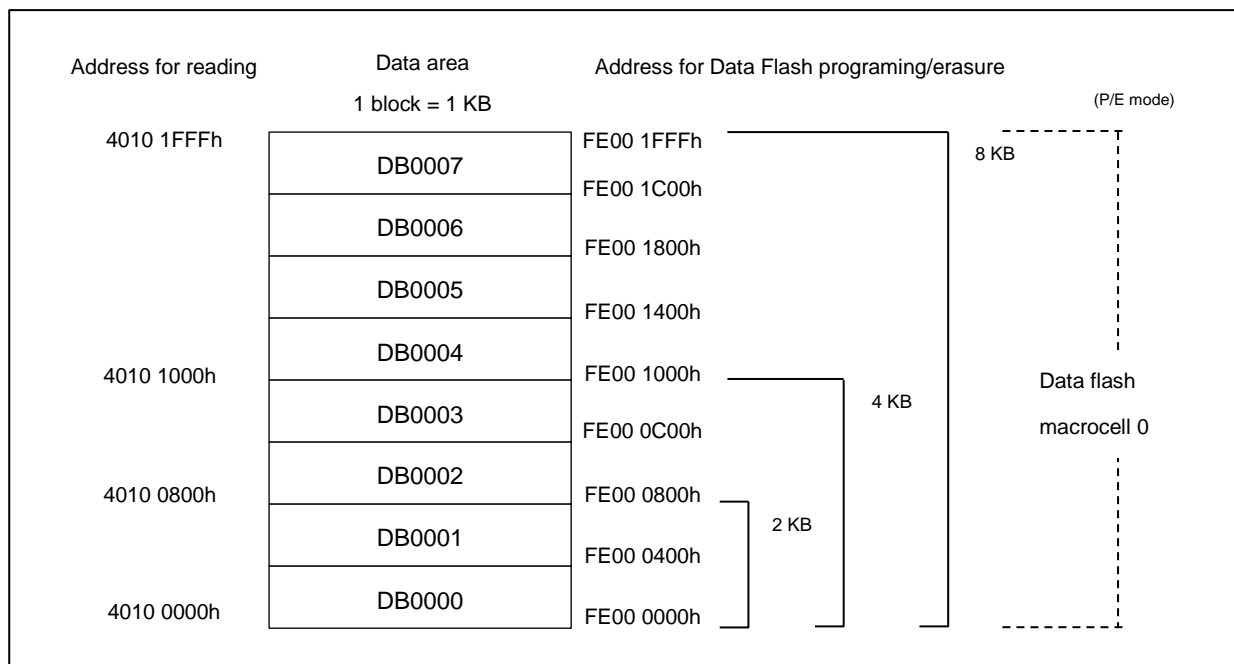 Address for reading
Data area
1 block = 1 KB
Address for Data Flash programing/erasure
(P/E mode)
4010 1FFFh
FE00 1FFFh
8 KB
DB0007
FE00 1C00h
DB0006
FE00 1800h
DB0005
FE00 1400h
DB0004
4010 1000h
FE00 1000h
4 KB
Data flash
macrocell 0
DB0003
FE00 0C00h
DB0002
4010 0800h
FE00 0800h
2 KB
DB0001
FE00 0400h
DB0000
4010 0000h
FE00 0000h